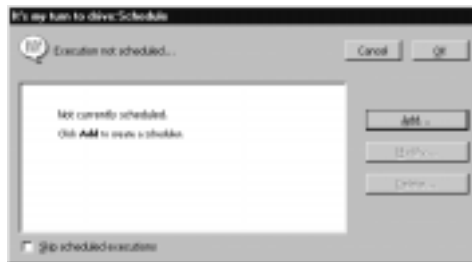 It's my turn to drive:Schedule
Execution not scheduled...
Cancel
OK
Not currently scheduled.
Click Add to create a schedule.
Add...
Modify...
Delete...
Skip scheduled executions